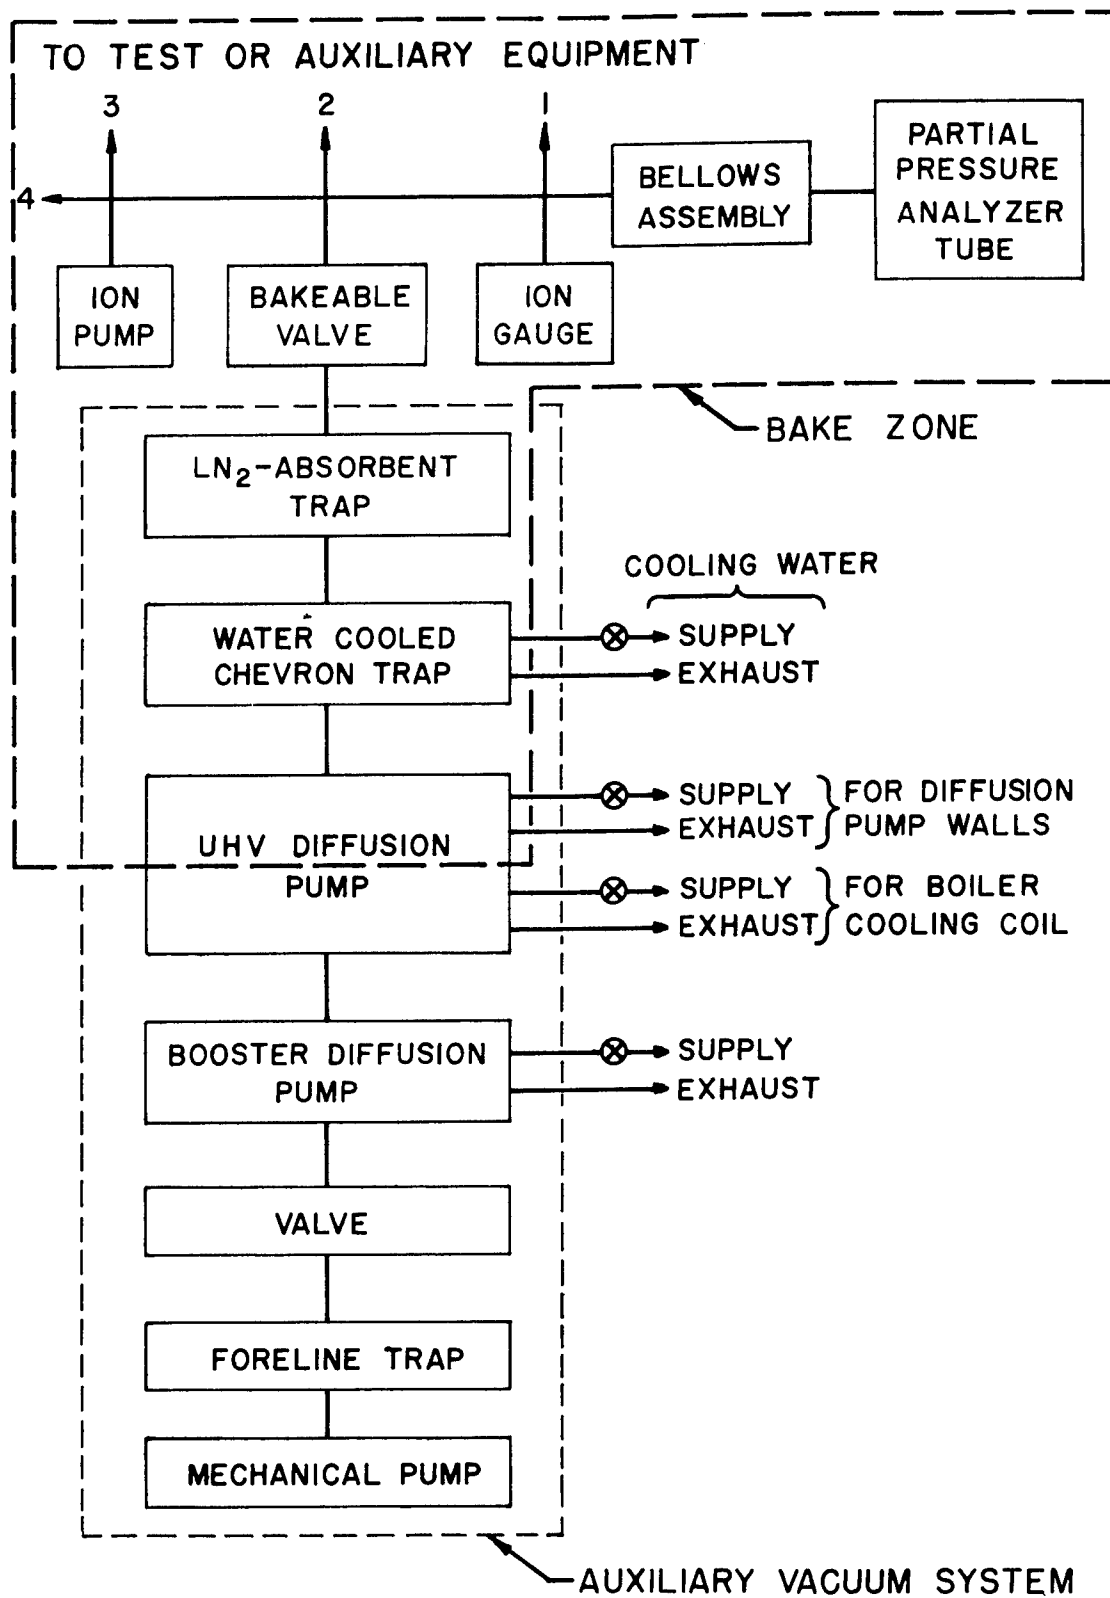 TO TEST OR AUXILIARY EQUIPMENT
3
2
1
4
BELLOWS
ASSEMBLY
PARTIAL
PRESSURE
ANALYZER
TUBE
ION
PUMP
BAKEABLE
VALVE
ION
GAUGE
BAKE ZONE
LN₂-ABSORBENT
TRAP
COOLING WATER
WATER COOLED
CHEVRON TRAP
SUPPLY
EXHAUST
UHV DIFFUSION
PUMP
SUPPLY
EXHAUST
FOR DIFFUSION
PUMP WALLS
SUPPLY
EXHAUST
FOR BOILER
COOLING COIL
BOOSTER DIFFUSION
PUMP
SUPPLY
EXHAUST
VALVE
FORELINE TRAP
MECHANICAL PUMP
AUXILIARY VACUUM SYSTEM